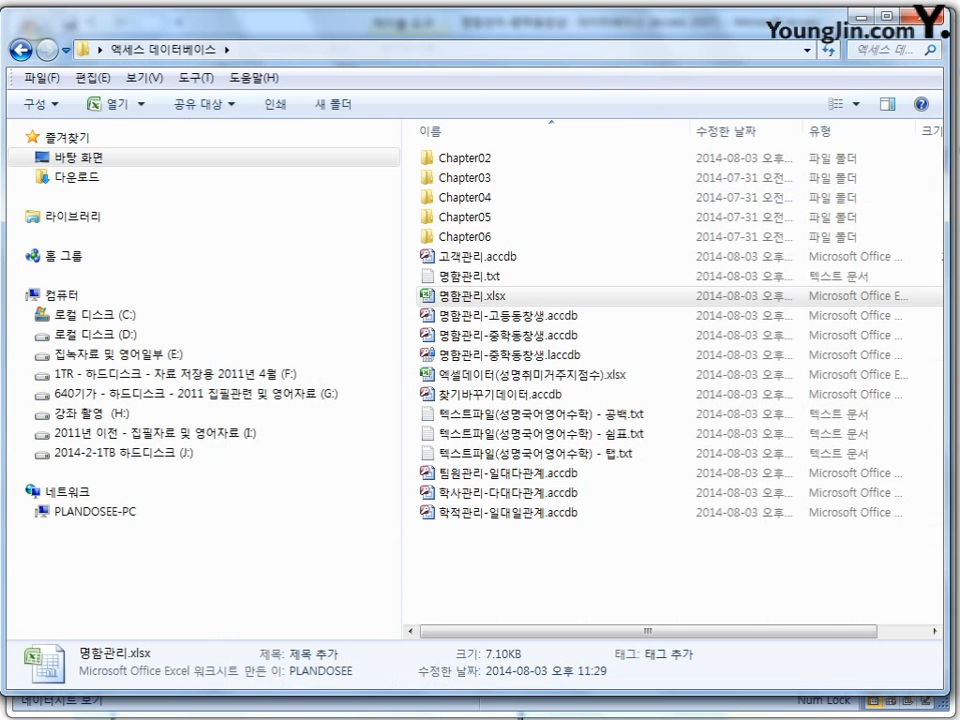 YoungJin.com Y.
엑세스 데이터베이스
엑세스 데...
파일(F) 편집(E) 보기(V) 도구(T) 도움말(H)
구성 열기 공유 대상 인쇄 새 폴더
즐겨찾기
바탕 화면
다운로드
라이브러리
홈 그룹
컴퓨터
로컬 디스크 (C:)
로컬 디스크 (D:)
집녹자료 및 영어일부 (E:)
1TR - 하드디스크 - 자료 저장용 2011년 4월 (F:)
640기가 - 하드디스크 - 2011 집필관련 및 영어자료 (G:)
강좌 촬영 (H:)
2011년 이전 - 집필자료 및 영어자료 (I:)
2014-2-1TB 하드디스크 (J:)
네트워크
PLANDOSEE-PC
이름 수정한 날짜 유형 크기
Chapter02 2014-08-03 오후... 파일 폴더
Chapter03 2014-07-31 오전... 파일 폴더
Chapter04 2014-07-31 오전... 파일 폴더
Chapter05 2014-07-31 오전... 파일 폴더
Chapter06 2014-07-31 오전... 파일 폴더
고객관리.accdb 2014-08-03 오후... Microsoft Office ...
명함관리.txt 2014-08-03 오후... 텍스트 문서
명함관리.xlsx 2014-08-03 오후... Microsoft Office E...
명함관리-고등동창생.accdb 2014-08-03 오후... Microsoft Office ...
명함관리-중학동창생.accdb 2014-08-03 오후... Microsoft Office ...
명함관리-중학동창생.laccdb 2014-08-03 오후... Microsoft Office ...
엑셀데이터(성명취미거주지점수).xlsx 2014-08-03 오후... Microsoft Office E...
찾기바꾸기데이터.accdb 2014-08-03 오후... Microsoft Office ...
텍스트파일(성명국어영어수학) - 공백.txt 2014-08-03 오후... 텍스트 문서
텍스트파일(성명국어영어수학) - 쉼표.txt 2014-08-03 오후... 텍스트 문서
텍스트파일(성명국어영어수학) - 탭.txt 2014-08-03 오후... 텍스트 문서
팀원관리-일대다관계.accdb 2014-08-03 오후... Microsoft Office ...
학사관리-다대다관계.accdb 2014-08-03 오후... Microsoft Office ...
학적관리-일대일관계.accdb 2014-08-03 오후... Microsoft Office ...
명함관리.xlsx 제목: 제목 추가 크기: 7.10KB 태그: 태그 추가
Microsoft Office Excel 워크시트 만든 이: PLANDOSEE 수정한 날짜: 2014-08-03 오후 11:29
데이터시트 보기 Num Lock